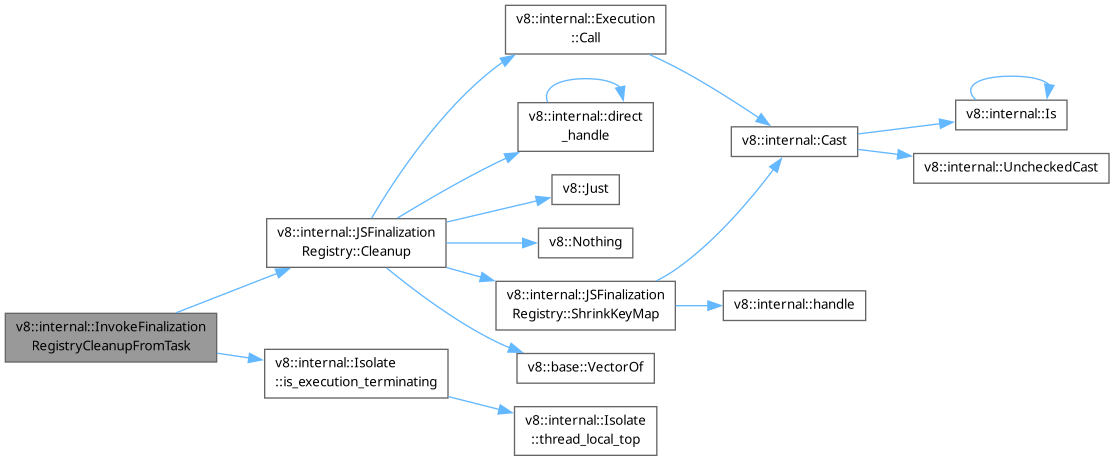 v8::internal::Execution
::Call
v8::internal::direct
_handle
v8::internal::Is
v8::internal::Cast
v8::internal::UncheckedCast
v8::Just
v8::internal::JSFinalization
Registry::Cleanup
v8::Nothing
v8::internal::JSFinalization
Registry::ShrinkKeyMap
v8::internal::handle
v8::internal::InvokeFinalization
RegistryCleanupFromTask
v8::internal::Isolate
::is_execution_terminating
v8::base::VectorOf
v8::internal::Isolate
::thread_local_top